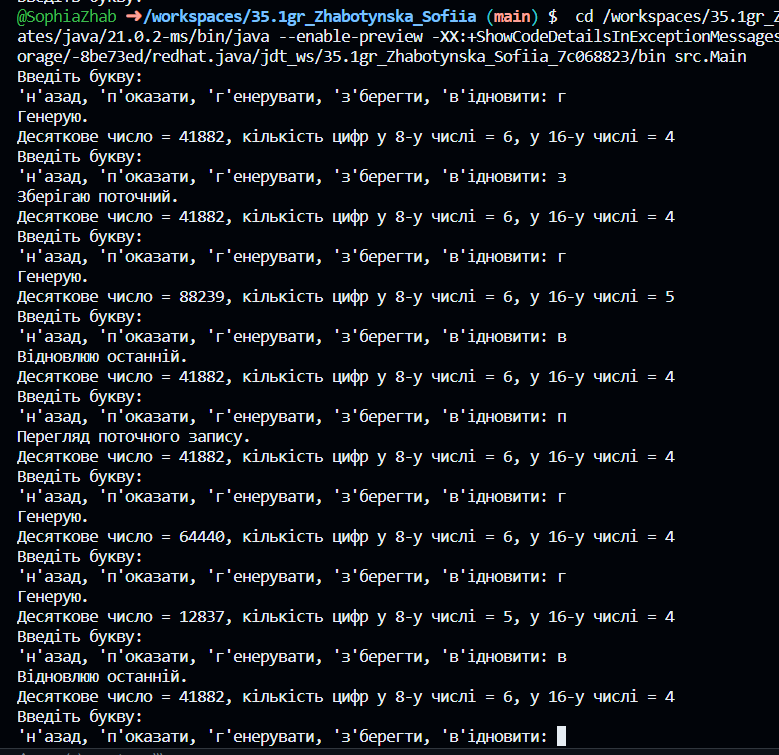 @SophiaZhab ➜/workspaces/35.1gr_Zhabotynska_Sofiia (main) $ cd /workspaces/35.1gr_Z
ates/java/21.0.2-ms/bin/java --enable-preview -XX:+ShowCodeDetailsInExceptionMessages
orage/-8be73ed/redhat.java/jdt_ws/35.1gr_Zhabotynska_Sofiia_7c068823/bin src.Main
Введіть букву:
'н'азад, 'п'оказати, 'г'енерувати, 'з'берегти, 'в'ідновити: г
Генерую.
Десяткове число = 41882, кількість цифр у 8-у числі = 6, у 16-у числі = 4
Введіть букву:
'н'азад, 'п'оказати, 'г'енерувати, 'з'берегти, 'в'ідновити: з
Зберігаю поточний.
Десяткове число = 41882, кількість цифр у 8-у числі = 6, у 16-у числі = 4
Введіть букву:
'н'азад, 'п'оказати, 'г'енерувати, 'з'берегти, 'в'ідновити: г
Генерую.
Десяткове число = 88239, кількість цифр у 8-у числі = 6, у 16-у числі = 5
Введіть букву:
'н'азад, 'п'оказати, 'г'енерувати, 'з'берегти, 'в'ідновити: в
Відновлюю останній.
Десяткове число = 41882, кількість цифр у 8-у числі = 6, у 16-у числі = 4
Введіть букву:
'н'азад, 'п'оказати, 'г'енерувати, 'з'берегти, 'в'ідновити: п
Перегляд поточного запису.
Десяткове число = 41882, кількість цифр у 8-у числі = 6, у 16-у числі = 4
Введіть букву:
'н'азад, 'п'оказати, 'г'енерувати, 'з'берегти, 'в'ідновити: г
Генерую.
Десяткове число = 64440, кількість цифр у 8-у числі = 6, у 16-у числі = 4
Введіть букву:
'н'азад, 'п'оказати, 'г'енерувати, 'з'берегти, 'в'ідновити: г
Генерую.
Десяткове число = 12837, кількість цифр у 8-у числі = 5, у 16-у числі = 4
Введіть букву:
'н'азад, 'п'оказати, 'г'енерувати, 'з'берегти, 'в'ідновити: в
Відновлюю останній.
Десяткове число = 41882, кількість цифр у 8-у числі = 6, у 16-у числі = 4
Введіть букву:
'н'азад, 'п'оказати, 'г'енерувати, 'з'берегти, 'в'ідновити: